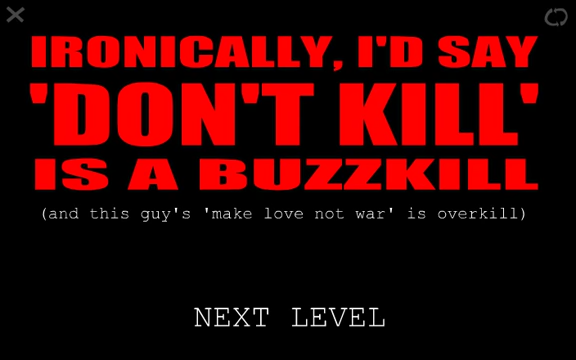 IRONICALLY, I'D SAY
'DON'T KILL'
IS A BUZZKILL
(and this guy's 'make love not war' is overkill)
NEXT LEVEL